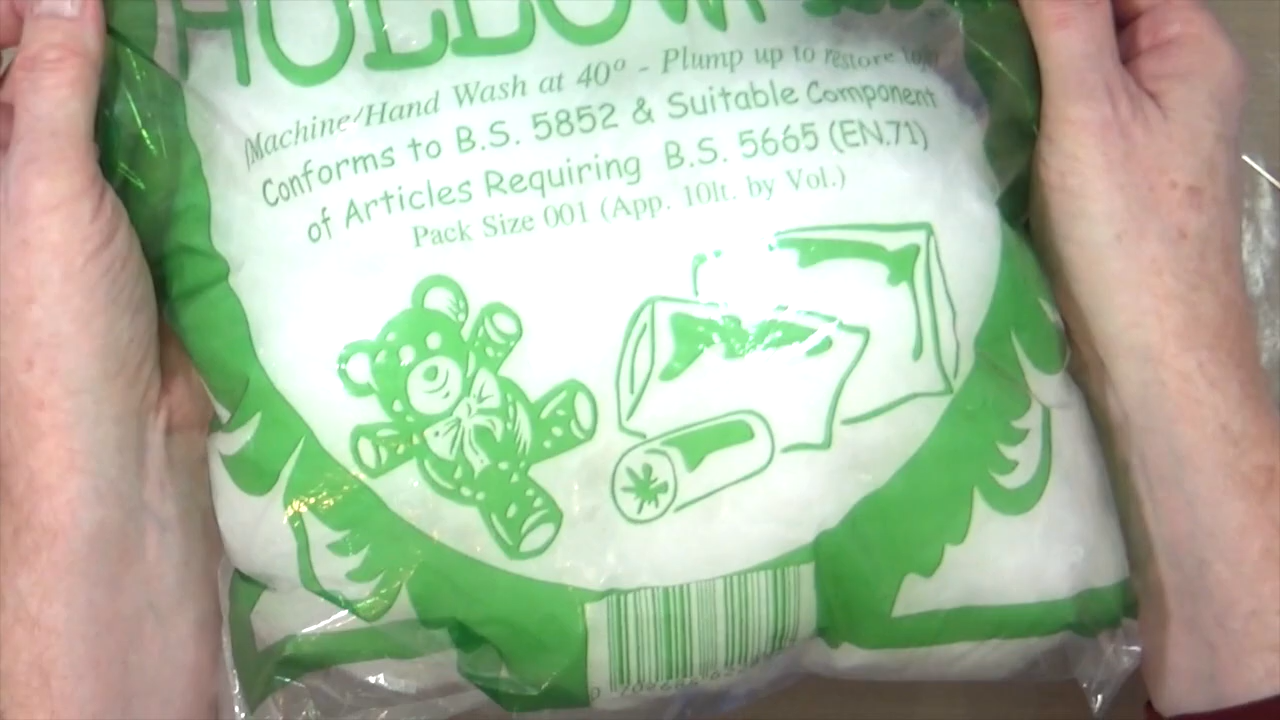 Machine/Hand Wash at 40° - Plump up to restore loft
Conforms to B.S. 5852 & Suitable Component
of Articles Requiring B.S. 5665 (EN.71)
Pack Size 001 (App. 10lt. by Vol.)